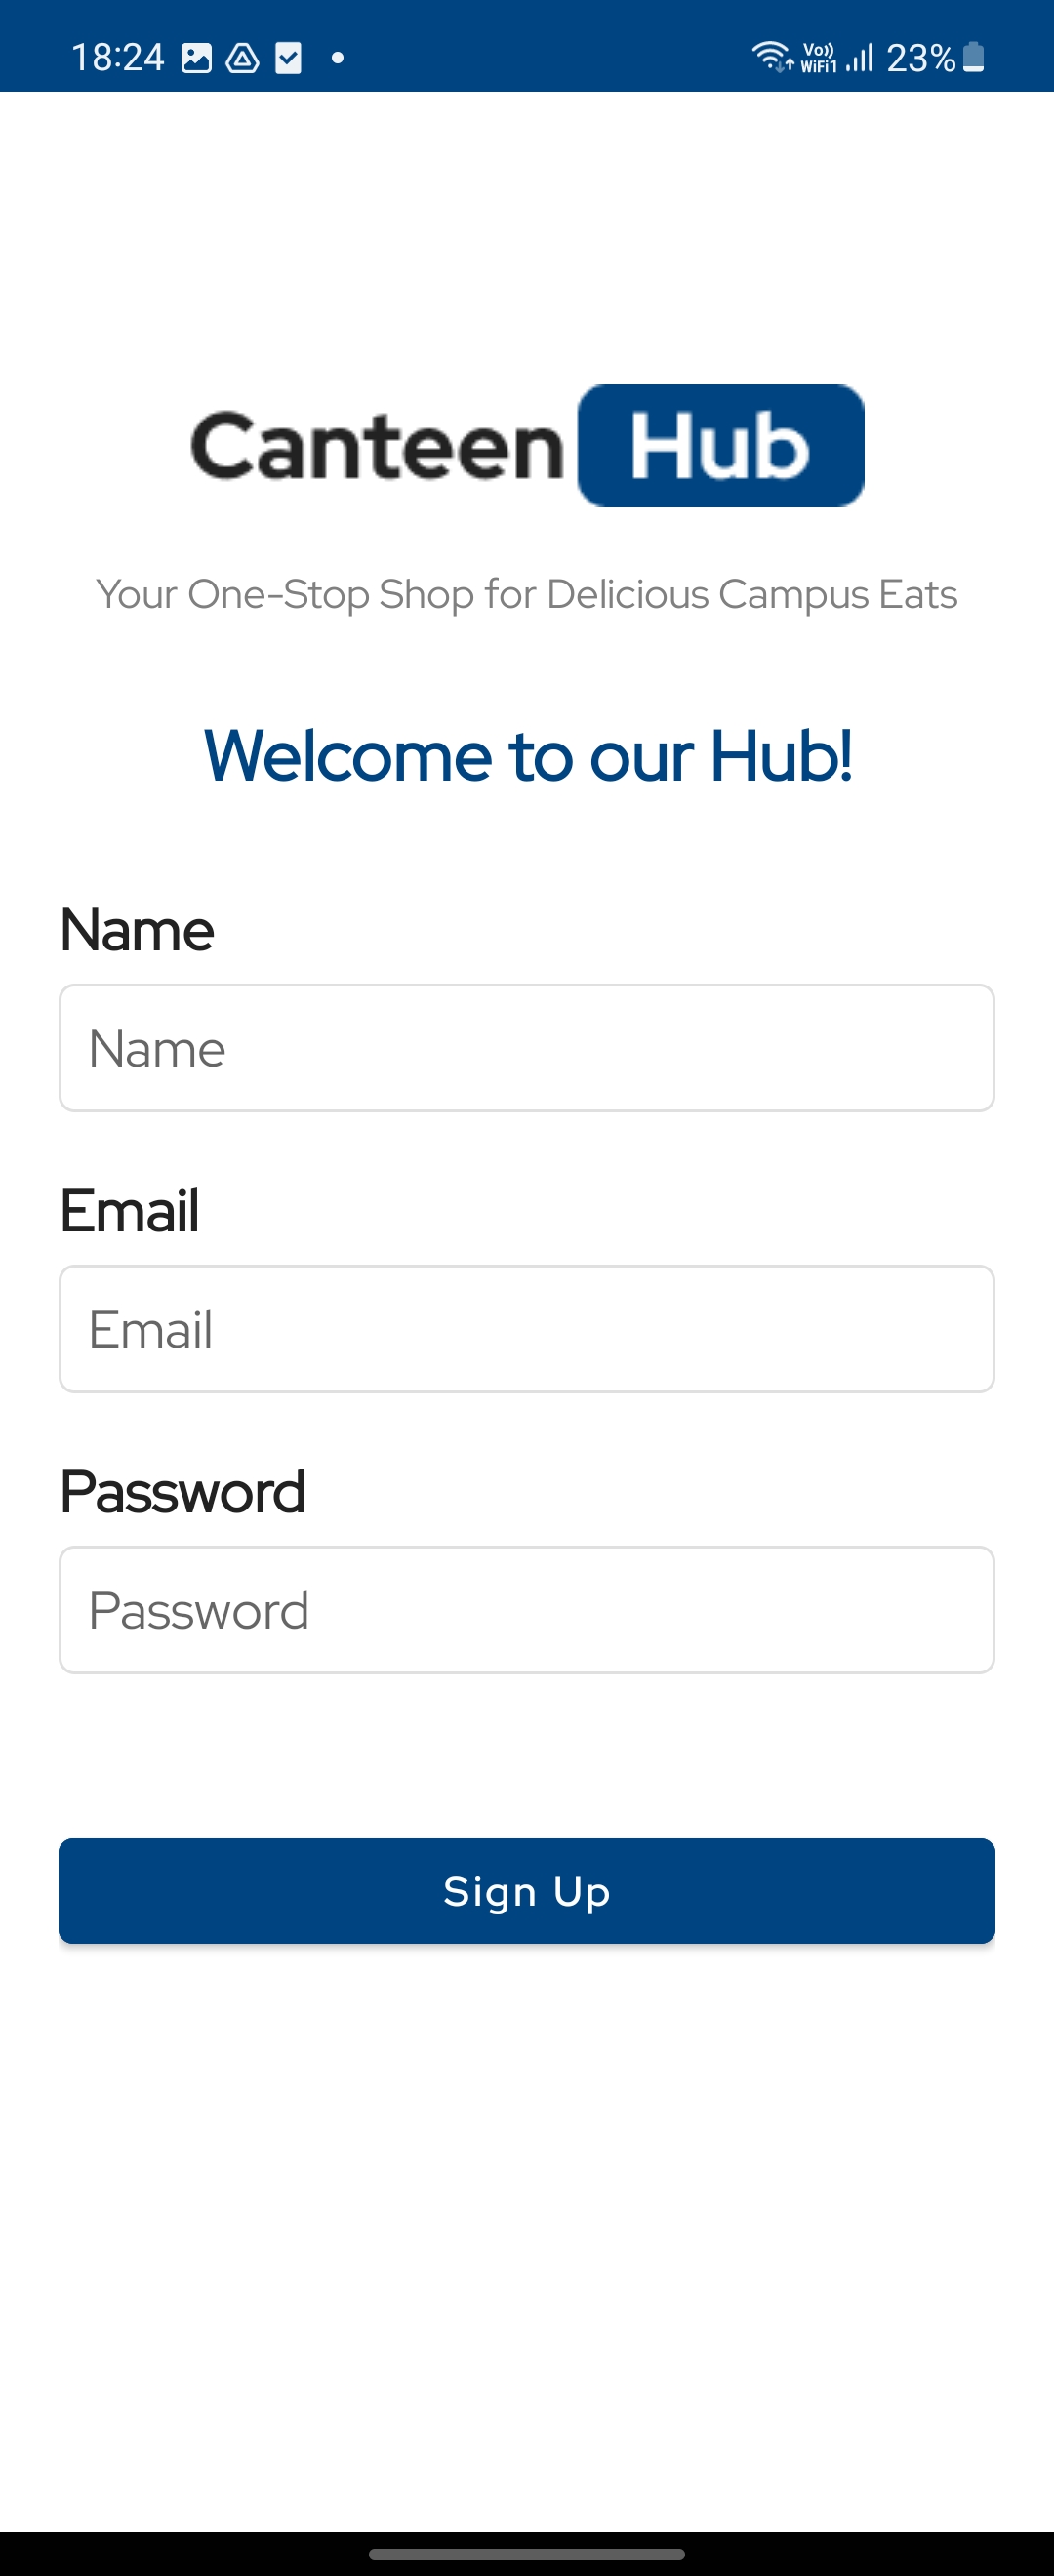 18:24 Vo)) WiFi1 23%
Canteen Hub
Your One-Stop Shop for Delicious Campus Eats
Welcome to our Hub!
Name
Name
Email
Email
Password
Password
Sign Up